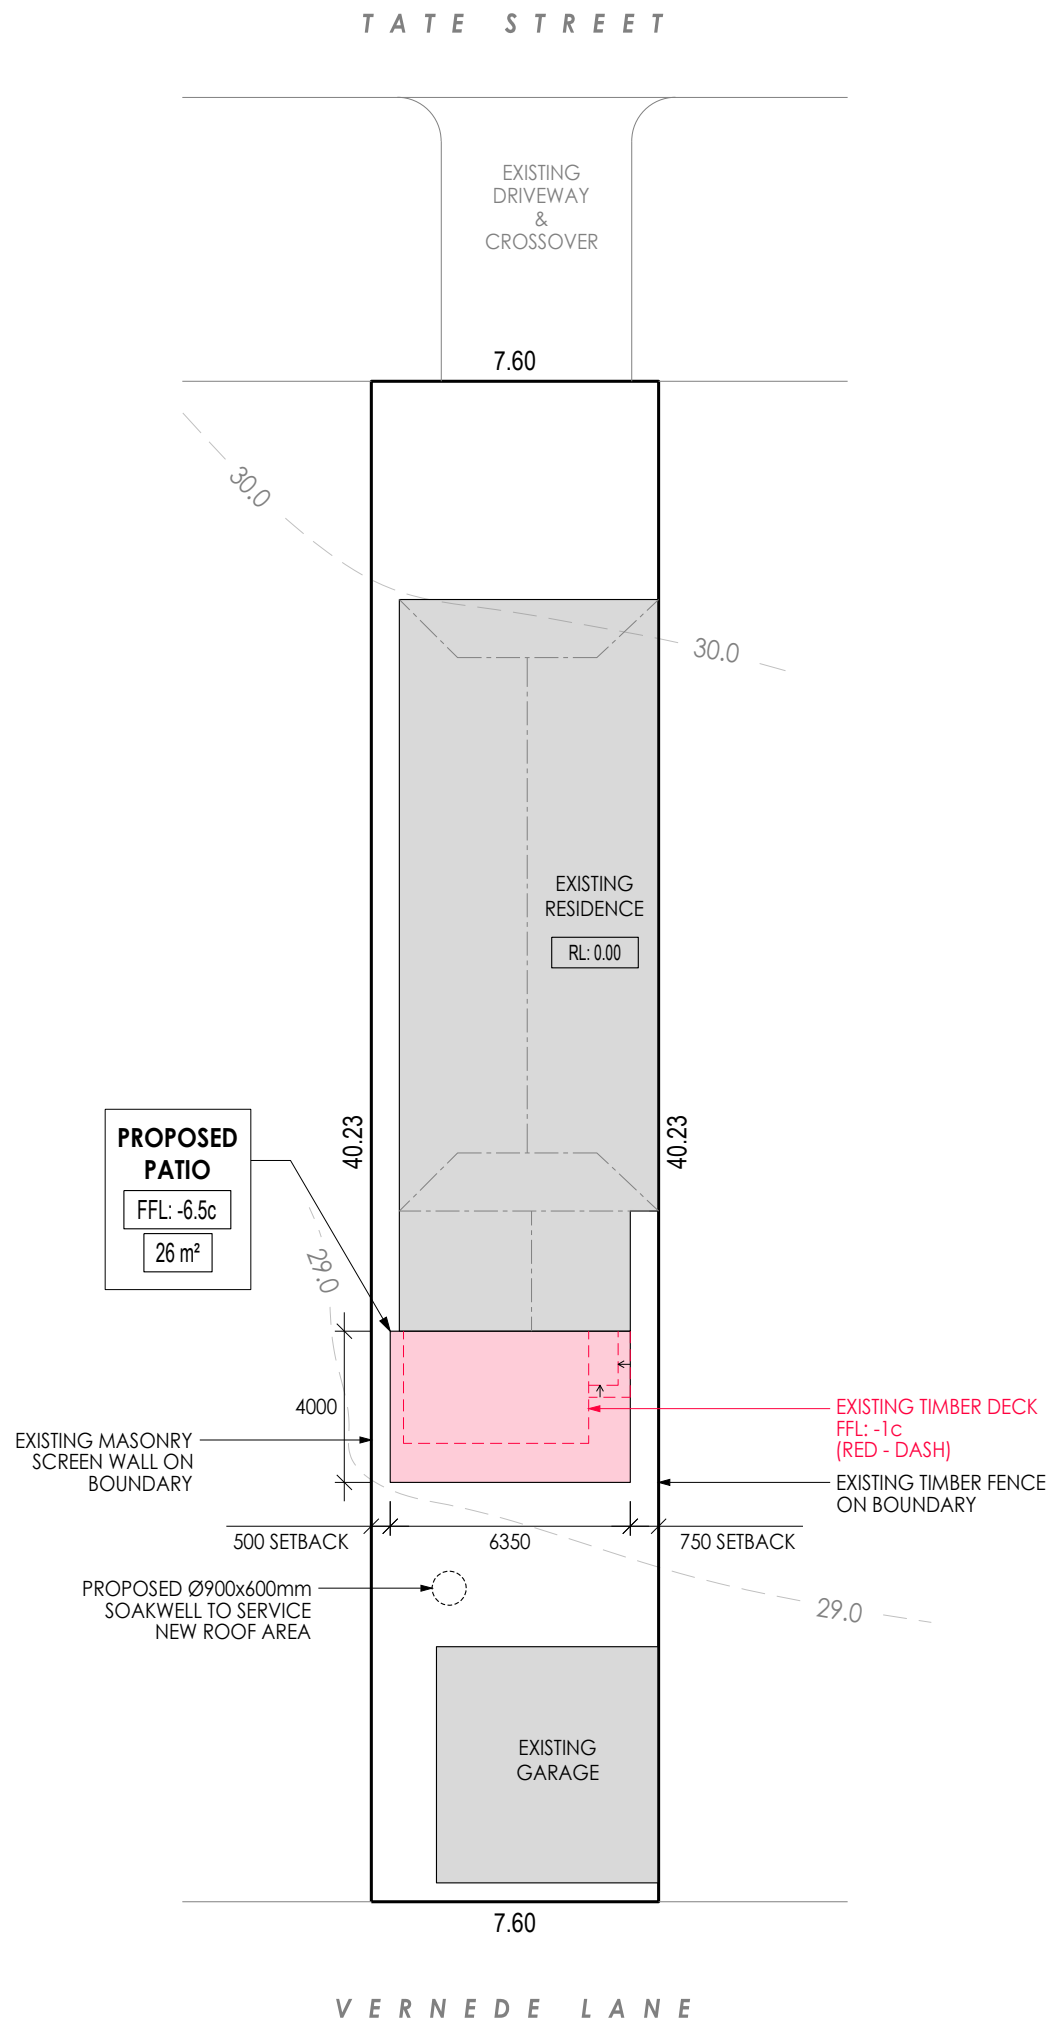 TATE STREET
EXISTING
DRIVEWAY
&
CROSSOVER
7.60
30.0
30.0
EXISTING
RESIDENCE
RL: 0.00
40.23
40.23
PROPOSED
PATIO
FFL: -6.5c
26 m²
29.0
4000
EXISTING MASONRY
SCREEN WALL ON
BOUNDARY
EXISTING TIMBER DECK
FFL: -1c
(RED - DASH)
EXISTING TIMBER FENCE
ON BOUNDARY
500 SETBACK
6350
750 SETBACK
PROPOSED Ø900x600mm
SOAKWELL TO SERVICE
NEW ROOF AREA
29.0
EXISTING
GARAGE
7.60
VERNEDE LANE